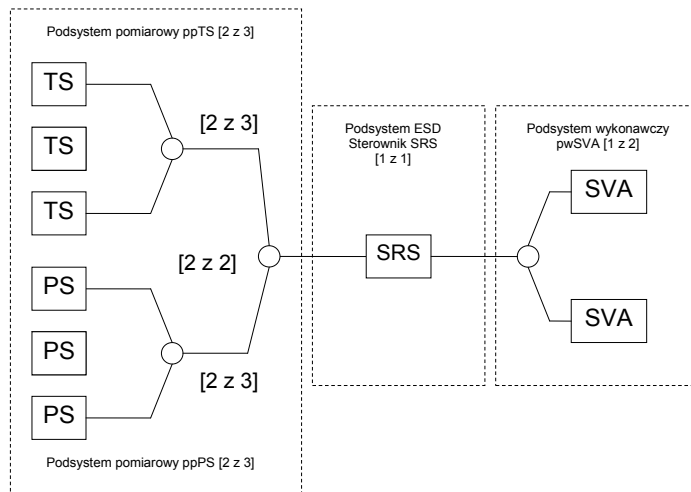 Podsystem pomiarowy ppTS [2 z 3]
TS
TS
TS
[2 z 3]
[2 z 2]
PS
PS
PS
[2 z 3]
Podsystem pomiarowy ppPS [2 z 3]
Podsystem ESD
Sterownik SRS
[1 z 1]
SRS
Podsystem wykonawczy
pwSVA [1 z 2]
SVA
SVA